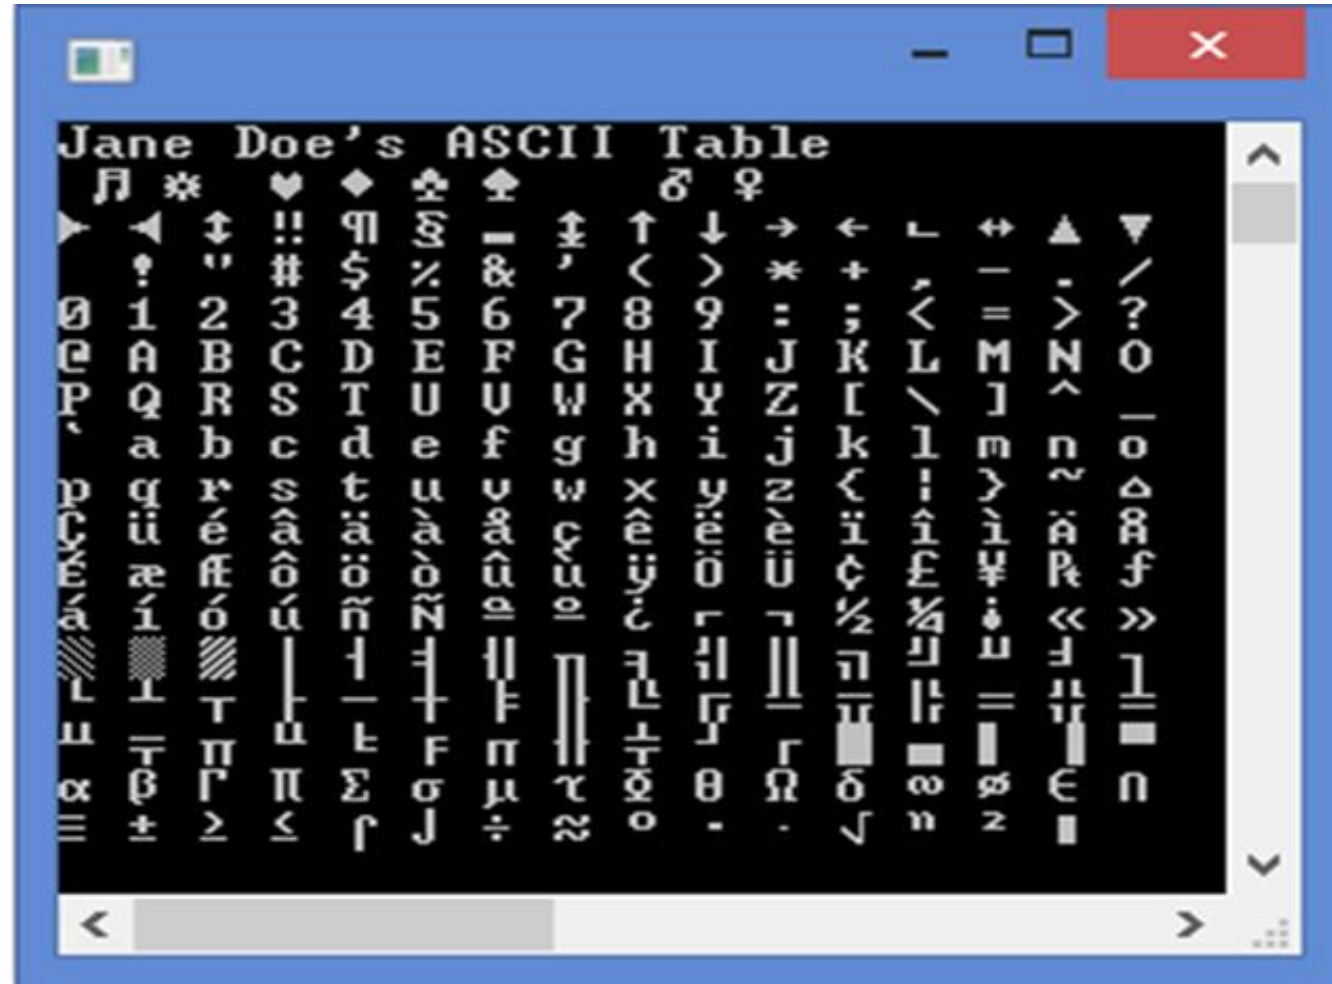 Jane Doe's ASCII Table
♫ ☼ ♥ ♦ ♣ ♠ ♂ ♀
► ◄ ↕ ‼ ¶ § ▬ ↨ ↑ ↓ → ← ∟ ↔ ▲ ▼
! " # $ % & ' ( ) * + , - . /
0 1 2 3 4 5 6 7 8 9 : ; < = > ?
@ A B C D E F G H I J K L M N O
P Q R S T U V W X Y Z [ \ ] ^ _
` a b c d e f g h i j k l m n o
p q r s t u v w x y z { ¦ } ~ ⌂
Ç ü é â ä à å ç ê ë è ï î ì Ä Å
É æ Æ ô ö ò û ù ÿ Ö Ü ¢ £ ¥ ₧ ƒ
á í ó ú ñ Ñ ª º ¿ ⌐ ¬ ½ ¼ ¡ « »
░ ▒ ▓ │ ┤ ╡ ╢ ╖ ╕ ╣ ║ ╗ ╝ ╜ ╛ ┐
└ ┴ ┬ ├ ─ ┼ ╞ ╟ ╚ ╔ ╩ ╦ ╠ ═ ╬ ╧
╨ ╤ ╥ ╙ ╘ ╒ ╓ ╫ ╪ ┘ ┌ █ ▄ ▌ ▐ ▀
α β Γ π Σ σ µ τ Φ θ Ω δ ∞ ø ∈ ∩
≡ ± ≥ ≤ ⌠ ⌡ ÷ ≈ ° ∙ · √ ⁿ ² ■